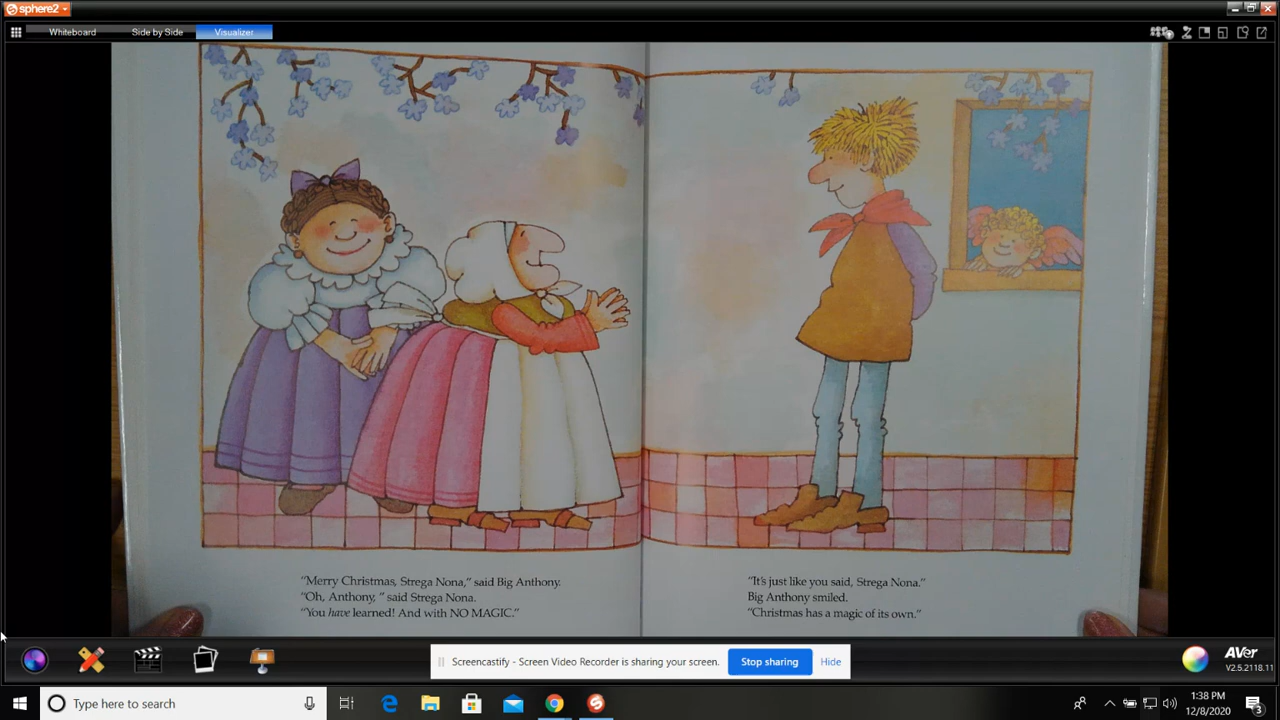 sphere2
Whiteboard
Side by Side
Visualizer
"Merry Christmas, Strega Nona," said Big Anthony.
"Oh, Anthony, " said Strega Nona.
"You have learned! And with NO MAGIC."
"It's just like you said, Strega Nona."
Big Anthony smiled.
"Christmas has a magic of its own."
Screencastify - Screen Video Recorder is sharing your screen.
Stop sharing
Hide
AVer
V2.5.2118.11
Type here to search
1:38 PM
12/8/2020
3